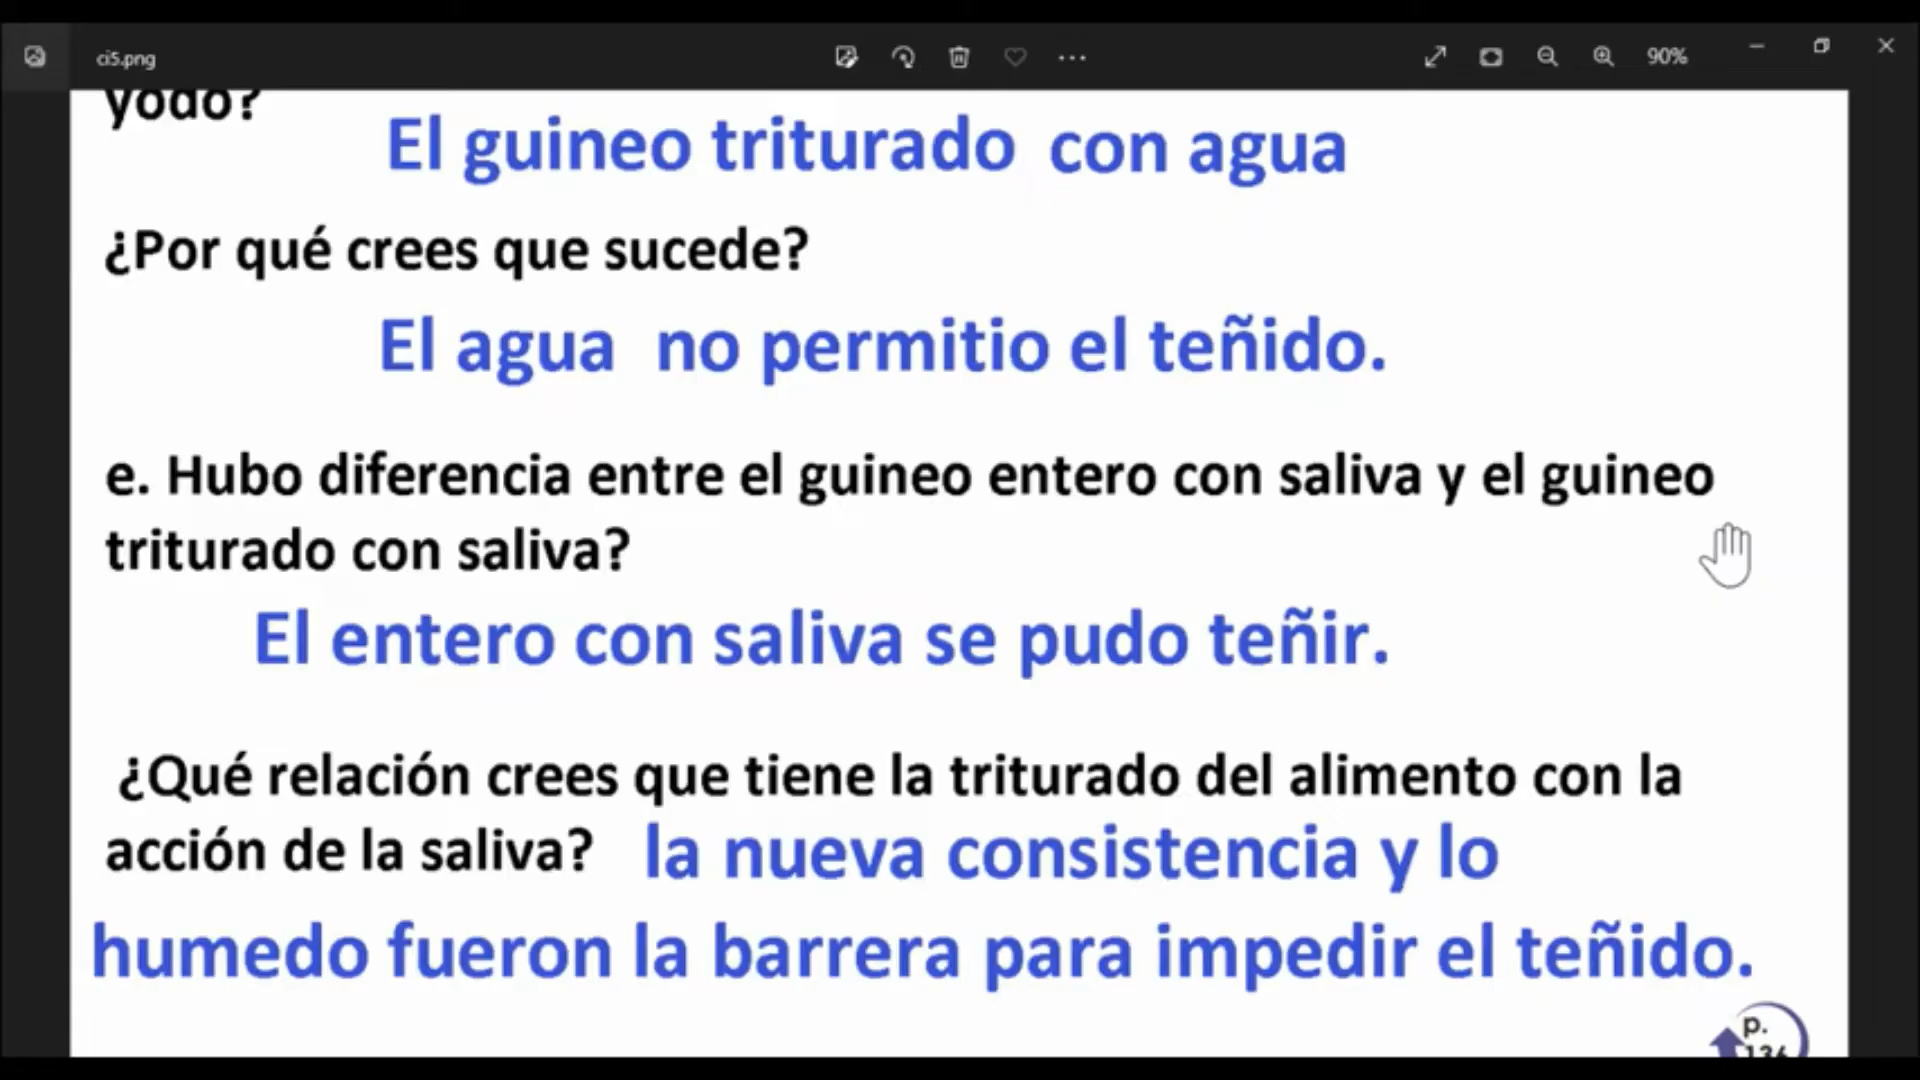 ci5.png
90%
yodo?
El guineo triturado con agua
¿Por qué crees que sucede?
El agua no permitio el teñido.
e. Hubo diferencia entre el guineo entero con saliva y el guineo
triturado con saliva?
El entero con saliva se pudo teñir.
¿Qué relación crees que tiene la triturado del alimento con la
acción de la saliva? la nueva consistencia y lo
humedo fueron la barrera para impedir el teñido.
p.
136